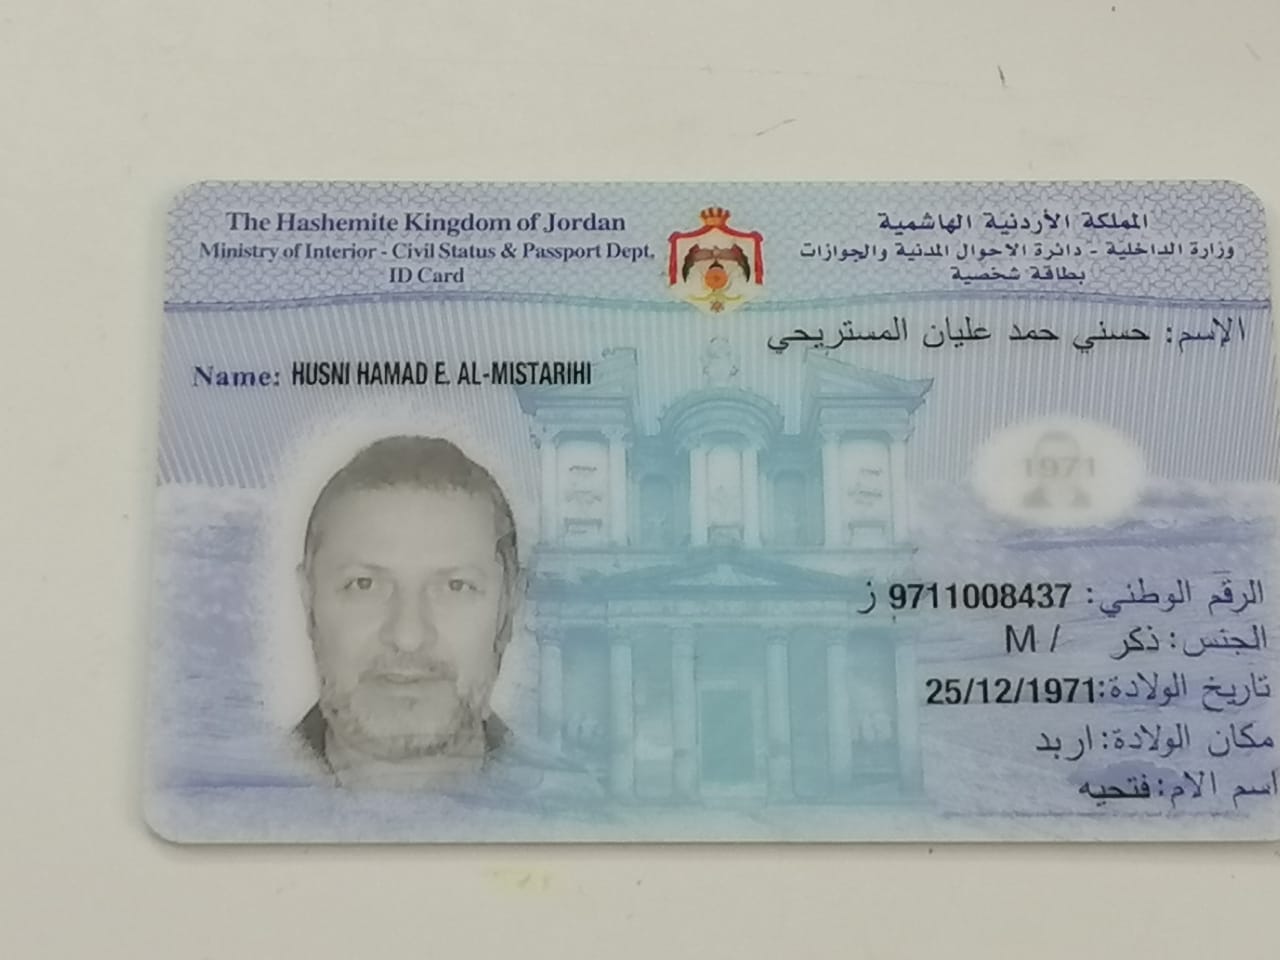 The Hashemite Kingdom of Jordan
Ministry of Interior - Civil Status & Passport Dept.
ID Card
المملكة الأردنية الهاشمية
وزارة الداخلية - دائرة الاحوال المدنية والجوازات
بطاقة شخصية
الإسم: حسني حمد عليان المستريحي
Name: HUSNI HAMAD E. AL-MISTARIHI
1971
الرقم الوطني: 9711008437 ز
الجنس: ذكر / M
تاريخ الولادة:25/12/1971
مكان الولادة: اربد
اسم الام: فتحيه